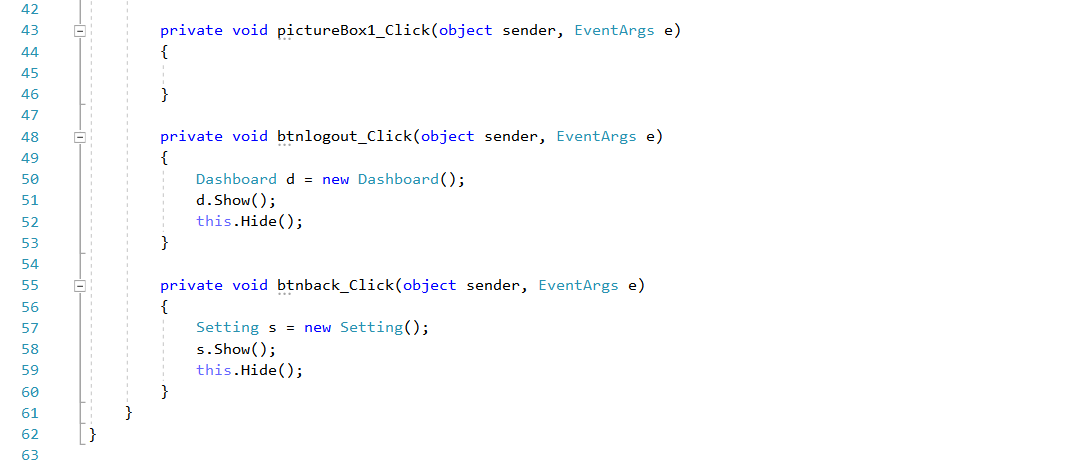 42
43 private void pictureBox1_Click(object sender, EventArgs e)
44 {
45
46 }
47
48 private void btnlogout_Click(object sender, EventArgs e)
49 {
50 Dashboard d = new Dashboard();
51 d.Show();
52 this.Hide();
53 }
54
55 private void btnback_Click(object sender, EventArgs e)
56 {
57 Setting s = new Setting();
58 s.Show();
59 this.Hide();
60 }
61 }
62 }
63